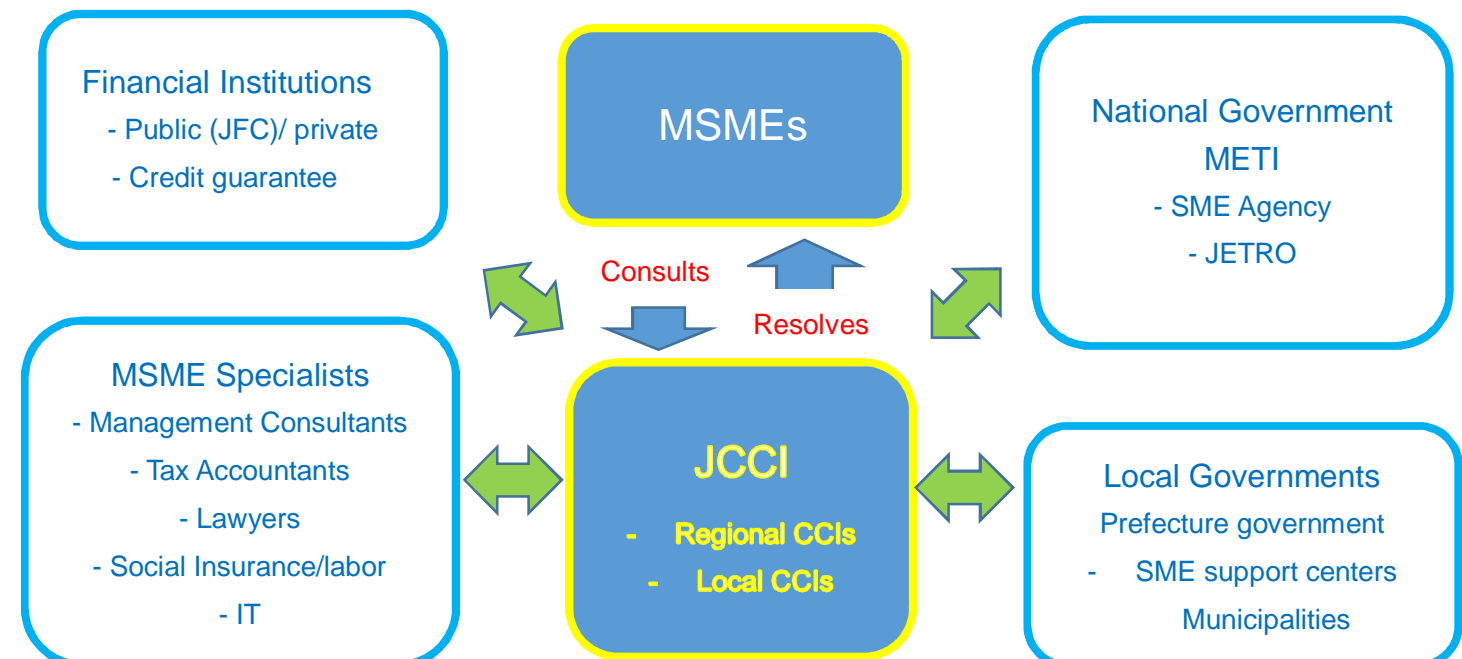 Financial Institutions
- Public (JFC)/ private
- Credit guarantee
MSMEs
National Government
METI
- SME Agency
- JETRO
Consults
Resolves
MSME Specialists
- Management Consultants
- Tax Accountants
- Lawyers
- Social Insurance/labor
- IT
JCCI
- Regional CCIs
- Local CCIs
Local Governments
Prefecture government
- SME support centers
Municipalities